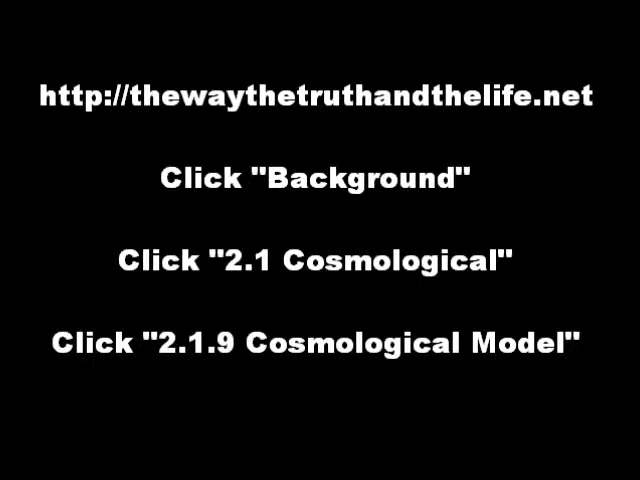 http://thewaythetruthandthelife.net
Click "Background"
Click "2.1 Cosmological"
Click "2.1.9 Cosmological Model"